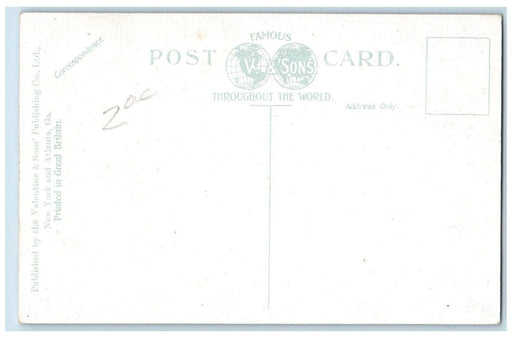 FAMOUS
POST CARD.
V & SONS
THROUGHOUT THE WORLD.
Correspondence
Address Only.
200
Published by the Valentine & Sons' Publishing Co., Ltd.,
New York and Atlanta, Ga.
Printed in Great Britain.